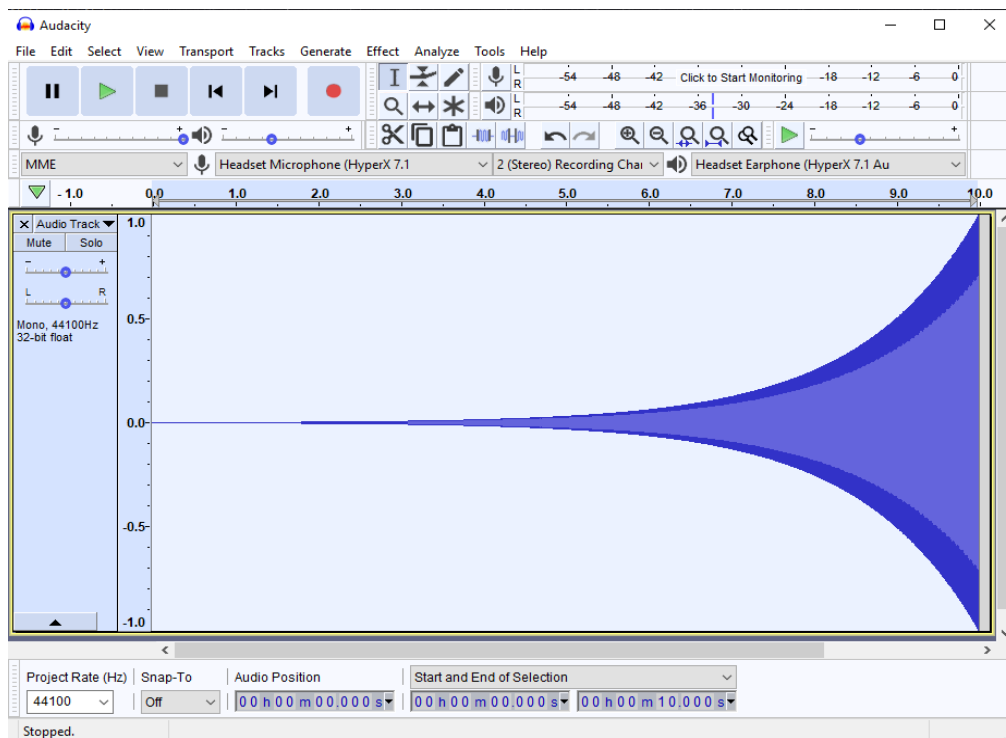 Audacity
File Edit Select View Transport Tracks Generate Effect Analyze Tools Help
L
R
-54 -48 -42 Click to Start Monitoring -18 -12 -6 0
L
R
-54 -48 -42 -36 -30 -24 -18 -12 -6 0
- + - +
- +
MME Headset Microphone (HyperX 7.1 2 (Stereo) Recording Chai Headset Earphone (HyperX 7.1 Au
- 1.0 0.0 1.0 2.0 3.0 4.0 5.0 6.0 7.0 8.0 9.0 10.0
X Audio Track 1.0
Mute Solo
- +
L R
Mono, 44100Hz
32-bit float
0.5-
0.0-
-0.5-
-1.0
Project Rate (Hz) Snap-To Audio Position Start and End of Selection
44100 Off 00 h 00 m 00.000 s 00 h 00 m 00.000 s 00 h 00 m 10.000 s
Stopped.